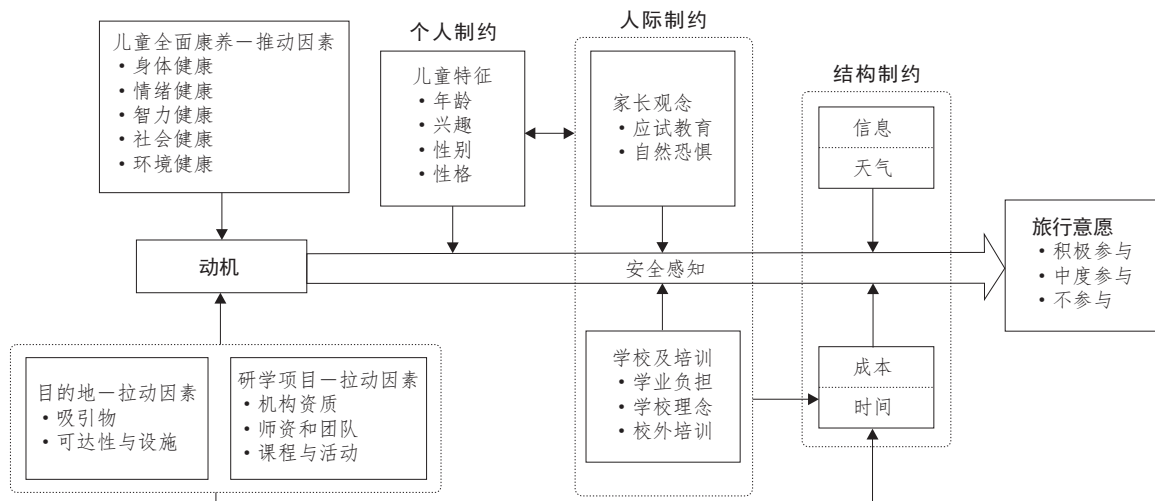 儿童全面康养—推动因素
• 身体健康
• 情绪健康
• 智力健康
• 社会健康
• 环境健康
个人制约
儿童特征
• 年龄
• 兴趣
• 性别
• 性格
人际制约
家长观念
• 应试教育
• 自然恐惧
结构制约
信息
天气
动机
安全感知
旅行意愿
• 积极参与
• 中度参与
• 不参与
目的地—拉动因素
• 吸引物
• 可达性与设施
研学项目—拉动因素
• 机构资质
• 师资和团队
• 课程与活动
学校及培训
• 学业负担
• 学校理念
• 校外培训
成本
时间